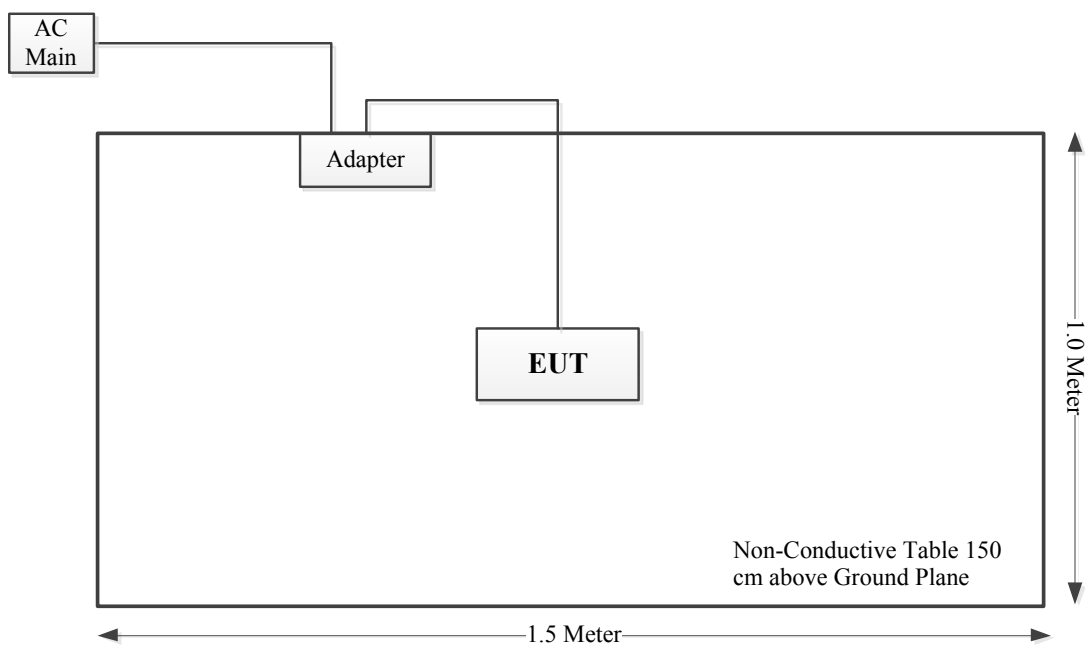 AC
Main
Adapter
EUT
1.0 Meter
Non-Conductive Table 150
cm above Ground Plane
1.5 Meter